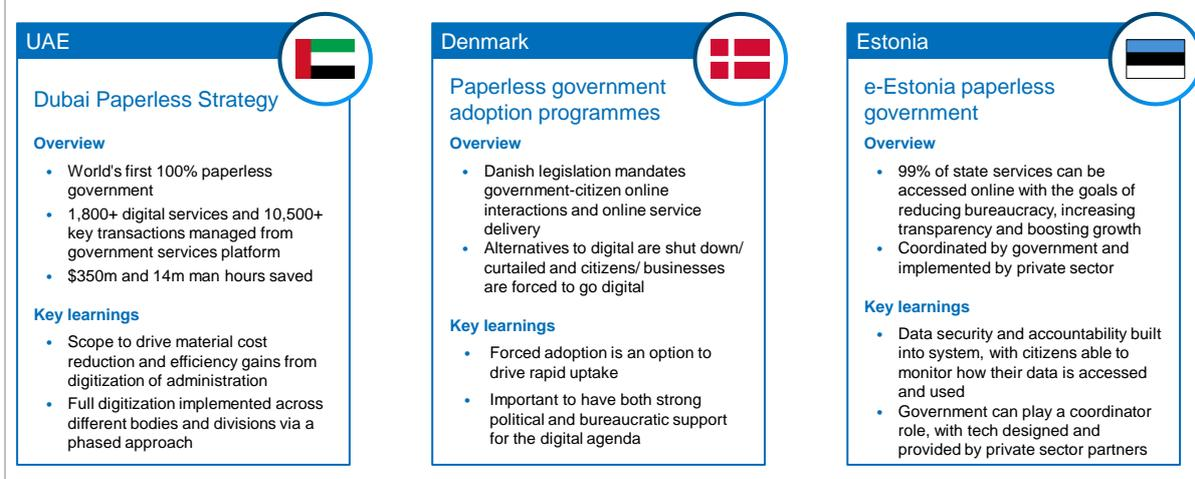 UAE
Dubai Paperless Strategy
Overview
• World's first 100% paperless
government
• 1,800+ digital services and 10,500+
key transactions managed from
government services platform
• $350m and 14m man hours saved
Key learnings
• Scope to drive material cost
reduction and efficiency gains from
digitization of administration
• Full digitization implemented across
different bodies and divisions via a
phased approach
Denmark
Paperless government
adoption programmes
Overview
• Danish legislation mandates
government-citizen online
interactions and online service
delivery
• Alternatives to digital are shut down/
curtailed and citizens/ businesses
are forced to go digital
Key learnings
• Forced adoption is an option to
drive rapid uptake
• Important to have both strong
political and bureaucratic support
for the digital agenda
Estonia
e-Estonia paperless
government
Overview
• 99% of state services can be
accessed online with the goals of
reducing bureaucracy, increasing
transparency and boosting growth
• Coordinated by government and
implemented by private sector
Key learnings
• Data security and accountability built
into system, with citizens able to
monitor how their data is accessed
and used
• Government can play a coordinator
role, with tech designed and
provided by private sector partners